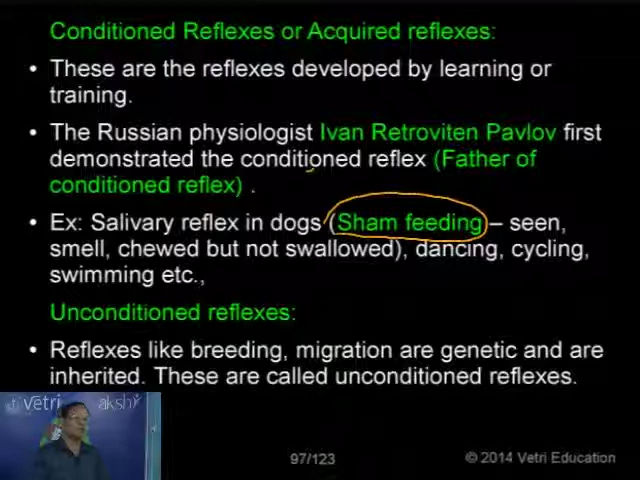 Conditioned Reflexes or Acquired reflexes:
• These are the reflexes developed by learning or
training.
• The Russian physiologist Ivan Retroviten Pavlov first
demonstrated the conditioned reflex (Father of
conditioned reflex) .
• Ex: Salivary reflex in dogs (Sham feeding – seen,
smell, chewed but not swallowed), dancing, cycling,
swimming etc.,
Unconditioned reflexes:
• Reflexes like breeding, migration are genetic and are
inherited. These are called unconditioned reflexes.
Vetri akshy
97/123
© 2014 Vetri Education